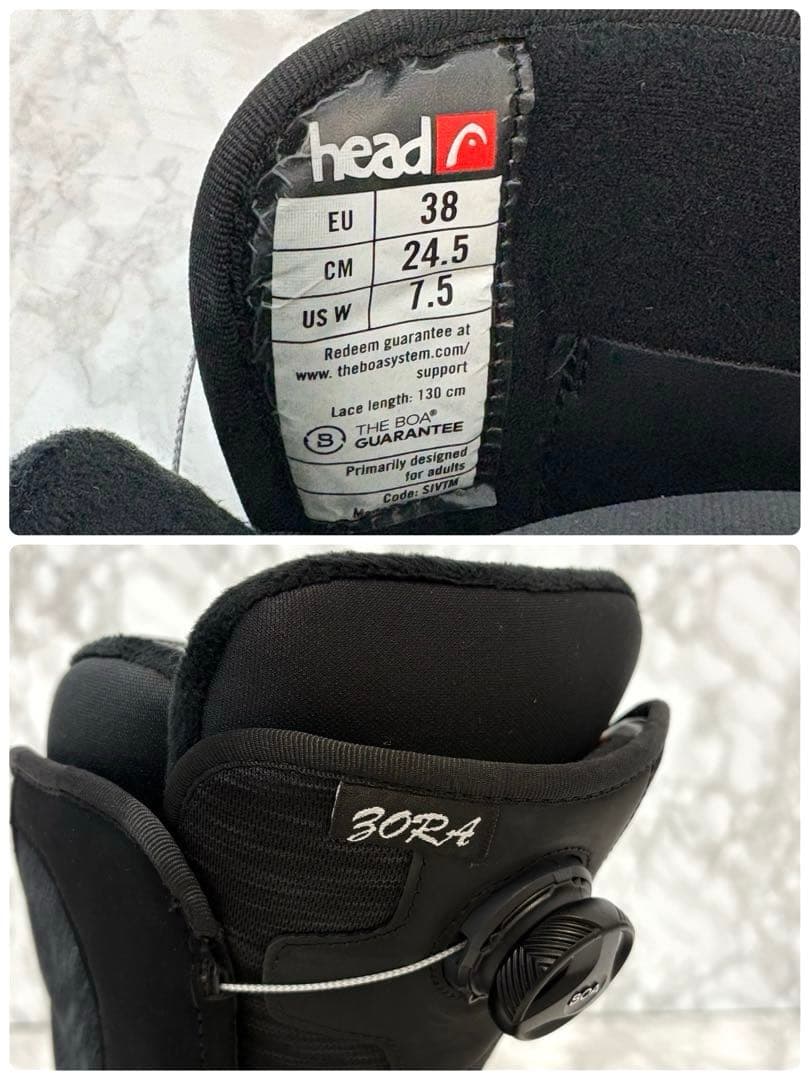 head
EU 38
CM 24.5
US W 7.5
Redeem guarantee at
www. theboasystem.com/
support
Lace length: 130 cm
B THE BOA®
GUARANTEE
Primarily designed
for adults
Code: SIVTM
ZORA
BOA